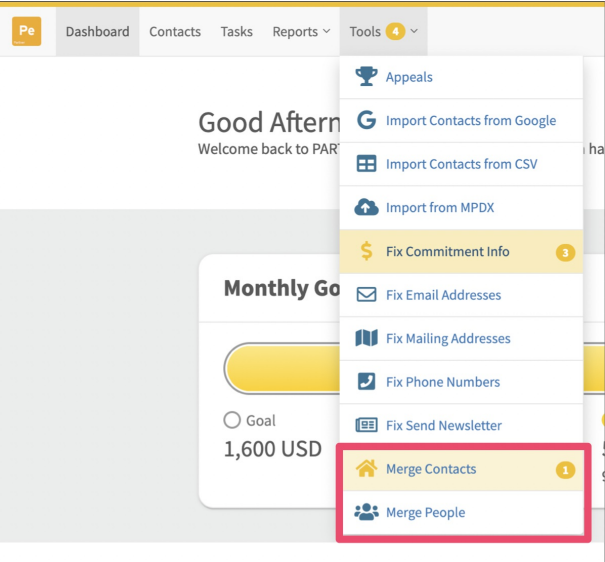 Pe
Dashboard Contacts Tasks Reports Tools 4
Appeals
Good Aftern
Import Contacts from Google
Welcome back to PAR
ha
Import Contacts from CSV
Import from MPDX
Fix Commitment Info 3
Monthly Go
Fix Email Addresses
Fix Mailing Addresses
Fix Phone Numbers
Goal
Fix Send Newsletter
1,600 USD
Merge Contacts 1
Merge People